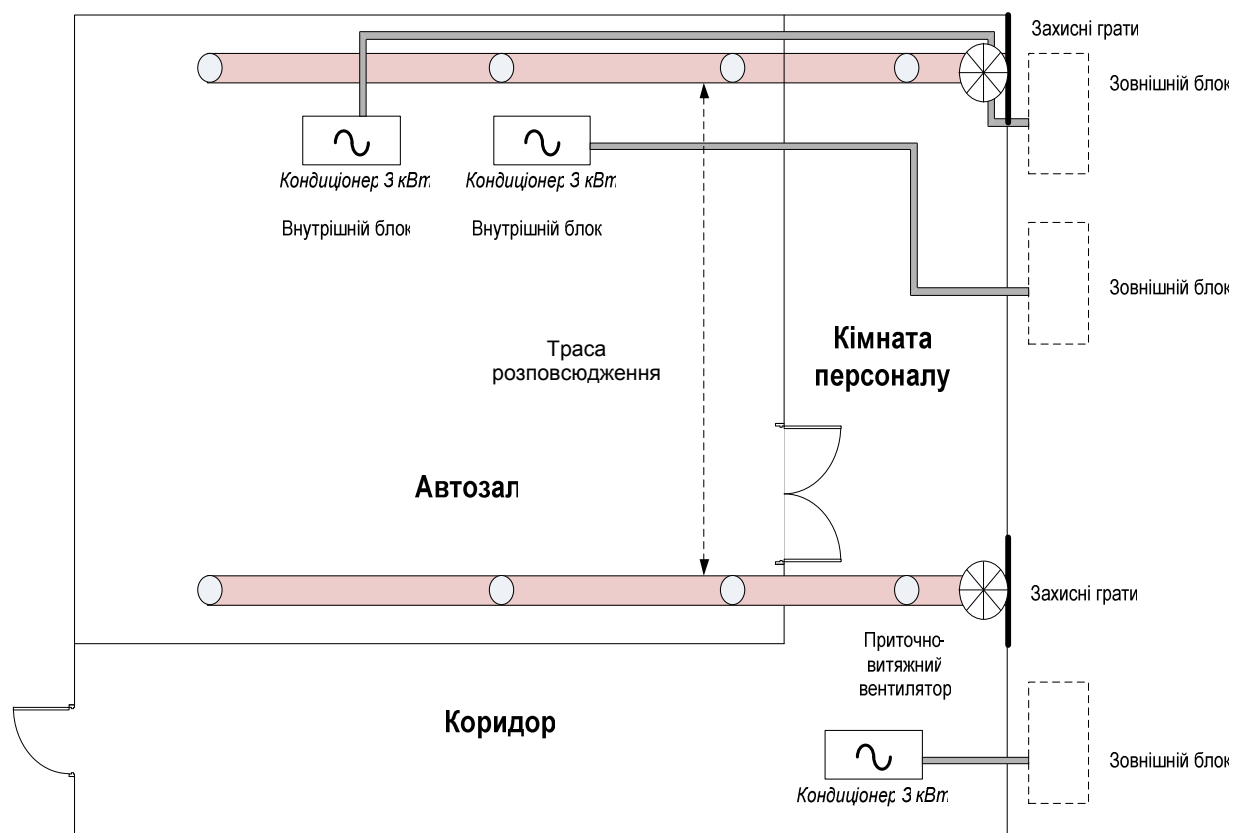 Захисні грати
Зовнішній блок
Кондиціонер 3 кВт
Кондиціонер 3 кВт
Внутрішній блок
Внутрішній блок
Зовнішній блок
Траса
розповсюдження
Кімната
персоналу
Автозал
Захисні грати
Приточно-
витяжний
вентилятор
Коридор
Зовнішній блок
Кондиціонер 3 кВт